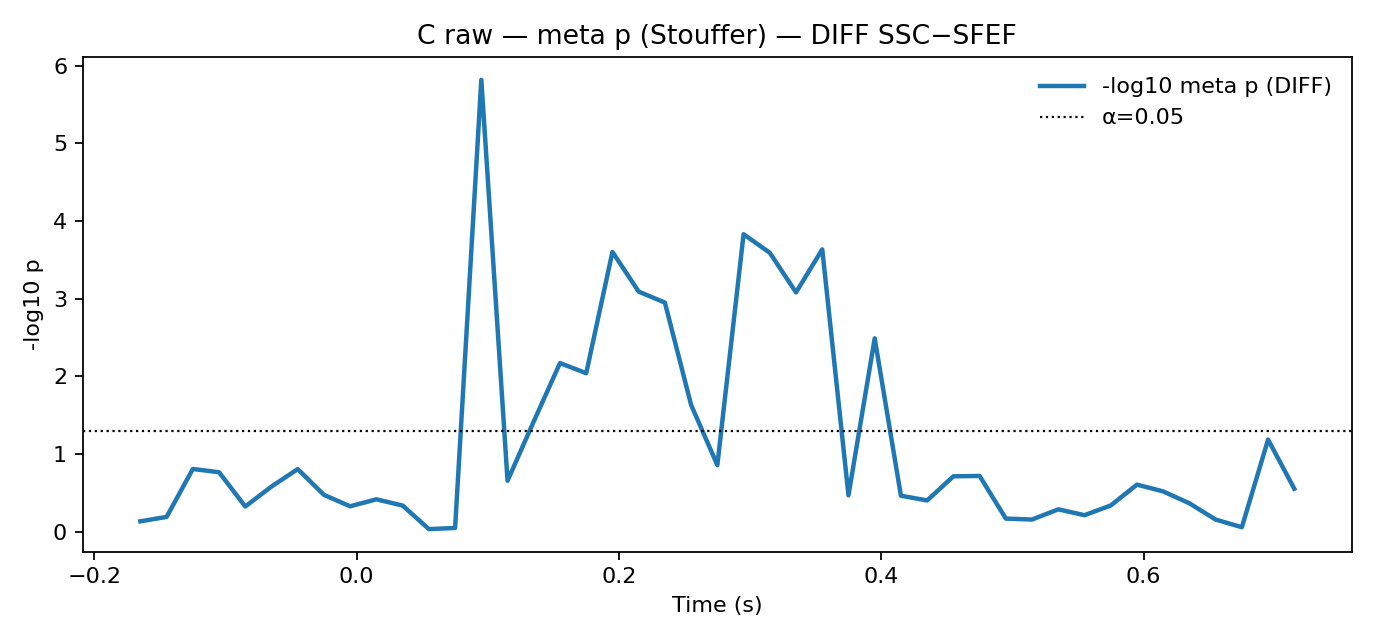 C raw — meta p (Stouffer) — DIFF SSC−SFEF
-log10 meta p (DIFF)
α=0.05
6
5
4
3
2
1
0
-log10 p
−0.2
0.0
0.2
0.4
0.6
Time (s)